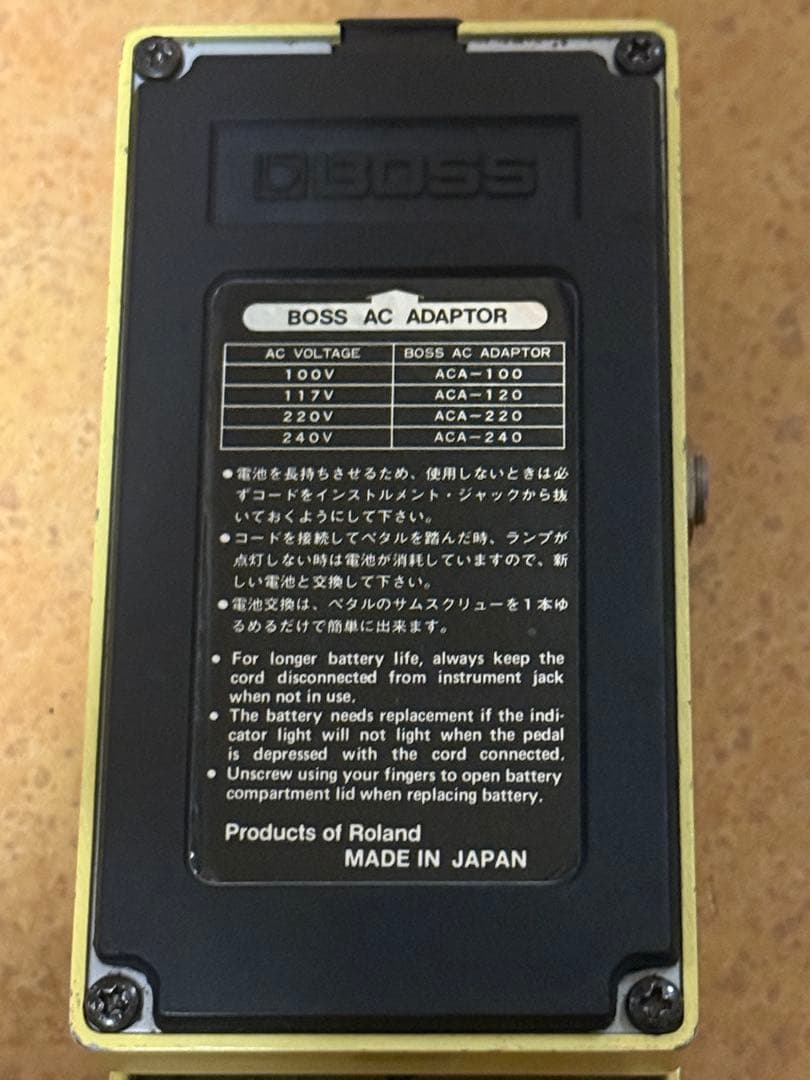 BOSS
BOSS AC ADAPTOR
AC VOLTAGE BOSS AC ADAPTOR
100V ACA-100
117V ACA-120
220V ACA-220
240V ACA-240
●電池を長持ちさせるため、使用しないときは必
ずコードをインストルメント・ジャックから抜
いておくようにして下さい。
●コードを接続してペタルを踏んだ時、ランプが
点灯しない時は電池が消耗していますので、新
しい電池と交換して下さい。
●電池交換は、ペタルのサムスクリューを1本ゆ
るめるだけで簡単に出来ます。
● For longer battery life, always keep the
cord disconnected from instrument jack
when not in use.
● The battery needs replacement if the indi-
cator light will not light when the pedal
is depressed with the cord connected.
● Unscrew using your fingers to open battery
compartment lid when replacing battery.
Products of Roland
MADE IN JAPAN